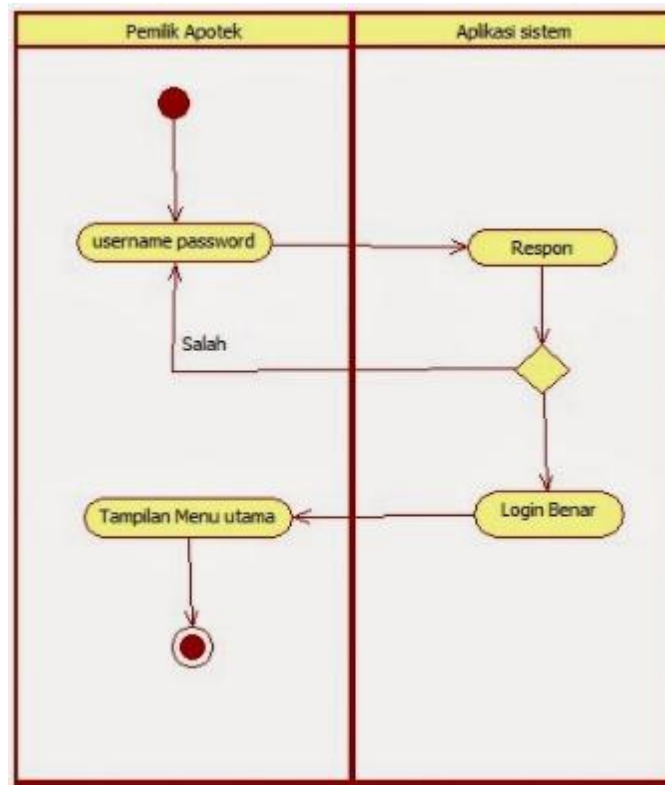 Pemilik Apotek
Aplikasi sistem
username password
Respon
Salah
Login Benar
Tampilan Menu utama